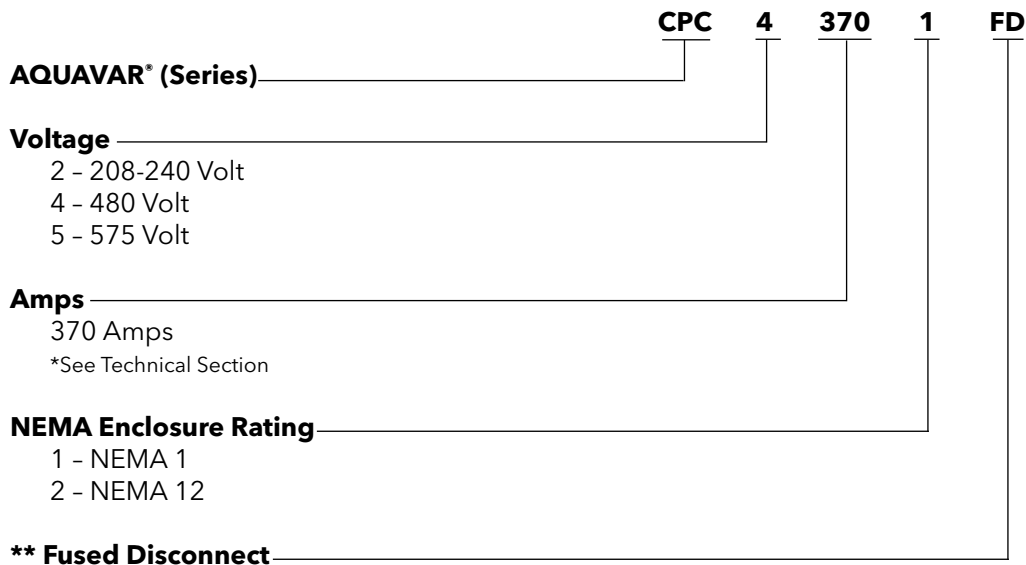 CPC 4 370 1 FD
AQUAVAR® (Series)
Voltage
2 – 208-240 Volt
4 – 480 Volt
5 – 575 Volt
Amps
370 Amps
*See Technical Section
NEMA Enclosure Rating
1 – NEMA 1
2 – NEMA 12
** Fused Disconnect